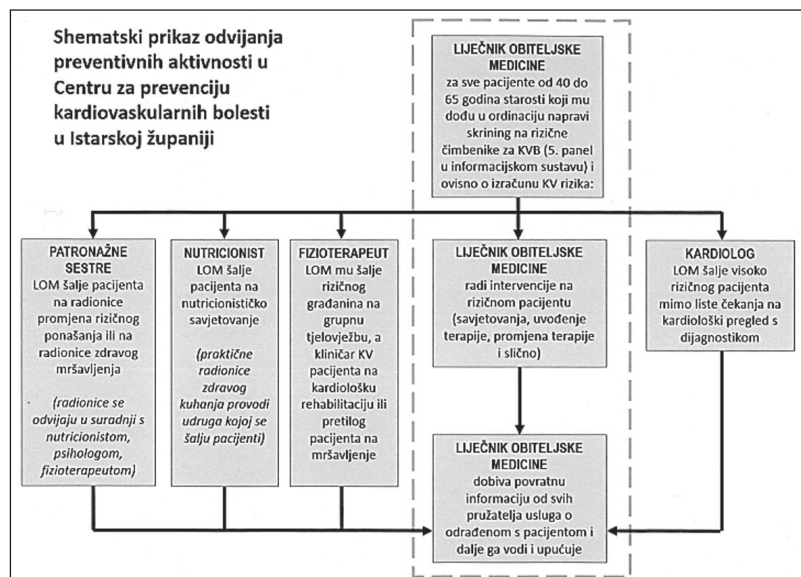 Shematski prikaz odvijanja
preventivnih aktivnosti u
Centru za prevenciju
kardiovaskularnih bolesti
u Istarskoj županiji
LIJEČNIK OBITELJSKE
MEDICINE
za sve pacijente od 40 do
65 godina starosti koji mu
dođu u ordinaciju napravi
skrining na rizične
čimbenike za KVB (5. panel
u informacijskom sustavu) i
ovisno o izračunu KV rizika:
PATRONAŽNE
SESTRE
LOM šalje pacijenta
na radionice
promjena rizičnog
ponašanja ili na
radionice zdravog
mršavljenja
(radionice se
odvijaju u suradnji s
nutricionistom,
psihologom,
fizioterapeutom)
NUTRICIONIST
LOM šalje
pacijenta na
nutricionističko
savjetovanje
(praktične
radionice
zdravog
kuhanja provodi
udruga kojoj se
šalju pacijenti)
FIZIOTERAPEUT
LOM mu šalje
rizičnog
građanina na
grupnu
tjelovježbu, a
kliničar KV
pacijenta na
kardiološku
rehabilitaciju ili
pretilog
pacijenta na
mršavljenje
LIJEČNIK OBITELJSKE
MEDICINE
radi intervencije na
rizičnom pacijentu
(savjetovanja, uvođenje
terapije, promjena terapije
i slično)
KARDIOLOG
LOM šalje visoko
rizičnog pacijenta
mimo liste čekanja na
kardiološki pregled s
dijagnostikom
LIJEČNIK OBITELJSKE
MEDICINE
dobiva povratnu
informaciju od svih
pružatelja usluga o
odrađenom s pacijentom i
dalje ga vodi i upućuje